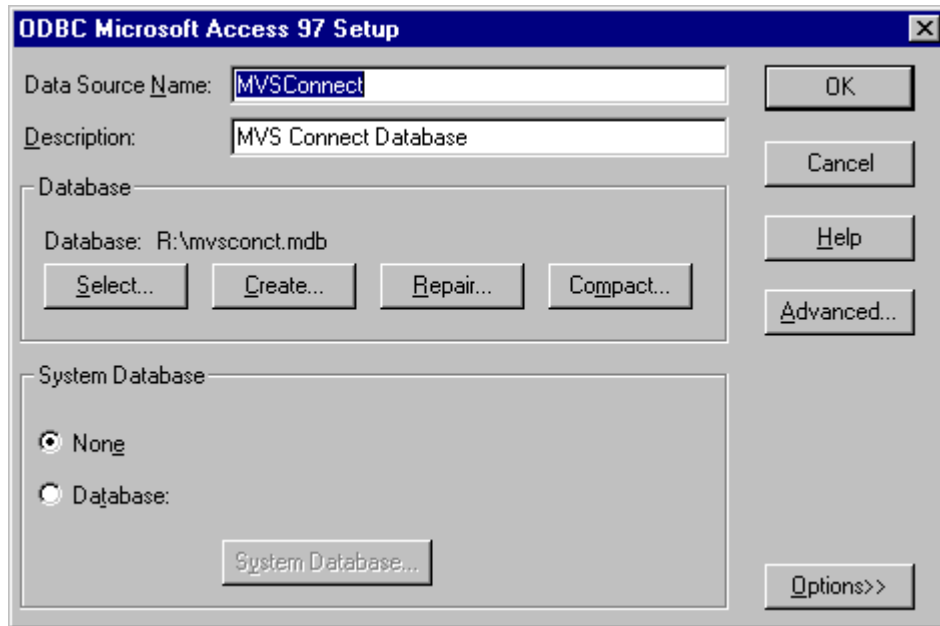 ODBC Microsoft Access 97 Setup
Data Source Name: MVSConnect
OK
Description: MVS Connect Database
Cancel
Database
Database: R:\mvsconct.mdb
Help
Select... Create... Repair... Compact...
Advanced...
System Database
None
Database:
System Database...
Options>>